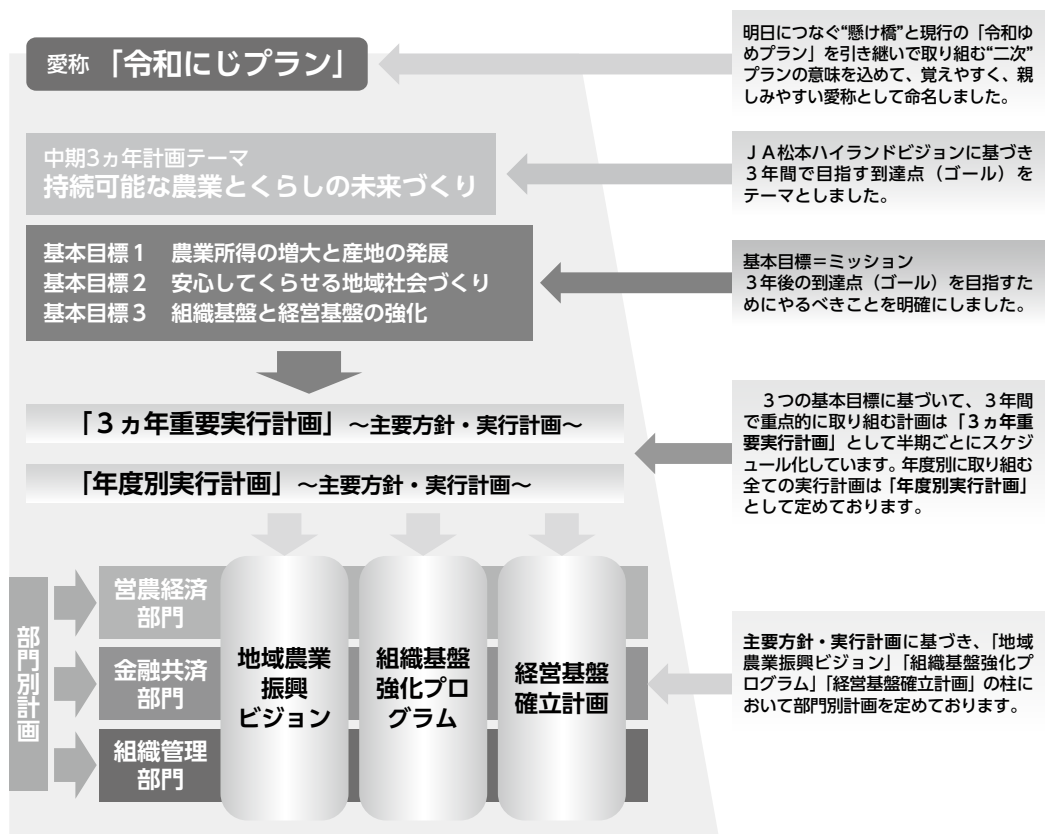 愛称 「令和にじプラン」
明日につなぐ“懸け橋”と現行の「令和ゆ
めプラン」を引き継いで取り組む“二次”
プランの意味を込めて、覚えやすく、親
しみやすい愛称として命名しました。
中期3ヵ年計画テーマ
持続可能な農業とくらしの未来づくり
ＪＡ松本ハイランドビジョンに基づき
３年間で目指す到達点（ゴール）を
テーマとしました。
基本目標１　農業所得の増大と産地の発展
基本目標２　安心してくらせる地域社会づくり
基本目標３　組織基盤と経営基盤の強化
基本目標＝ミッション
３年後の到達点（ゴール）を目指すた
めにやるべきことを明確にしました。
「３ヵ年重要実行計画」～主要方針・実行計画～
「年度別実行計画」～主要方針・実行計画～
３つの基本目標に基づいて、３年間
で重点的に取り組む計画は「３ヵ年重
要実行計画」として半期ごとにスケジ
ュール化しています。年度別に取り組む
全ての実行計画は「年度別実行計画」
として定めております。
部門別計画
営農経済
部門
金融共済
部門
組織管理
部門
地域農業
振興
ビジョン
組織基盤
強化プロ
グラム
経営基盤
確立計画
主要方針・実行計画に基づき、「地域
農業振興ビジョン」「組織基盤強化プ
ログラム」「経営基盤確立計画」の柱に
おいて部門別計画を定めております。